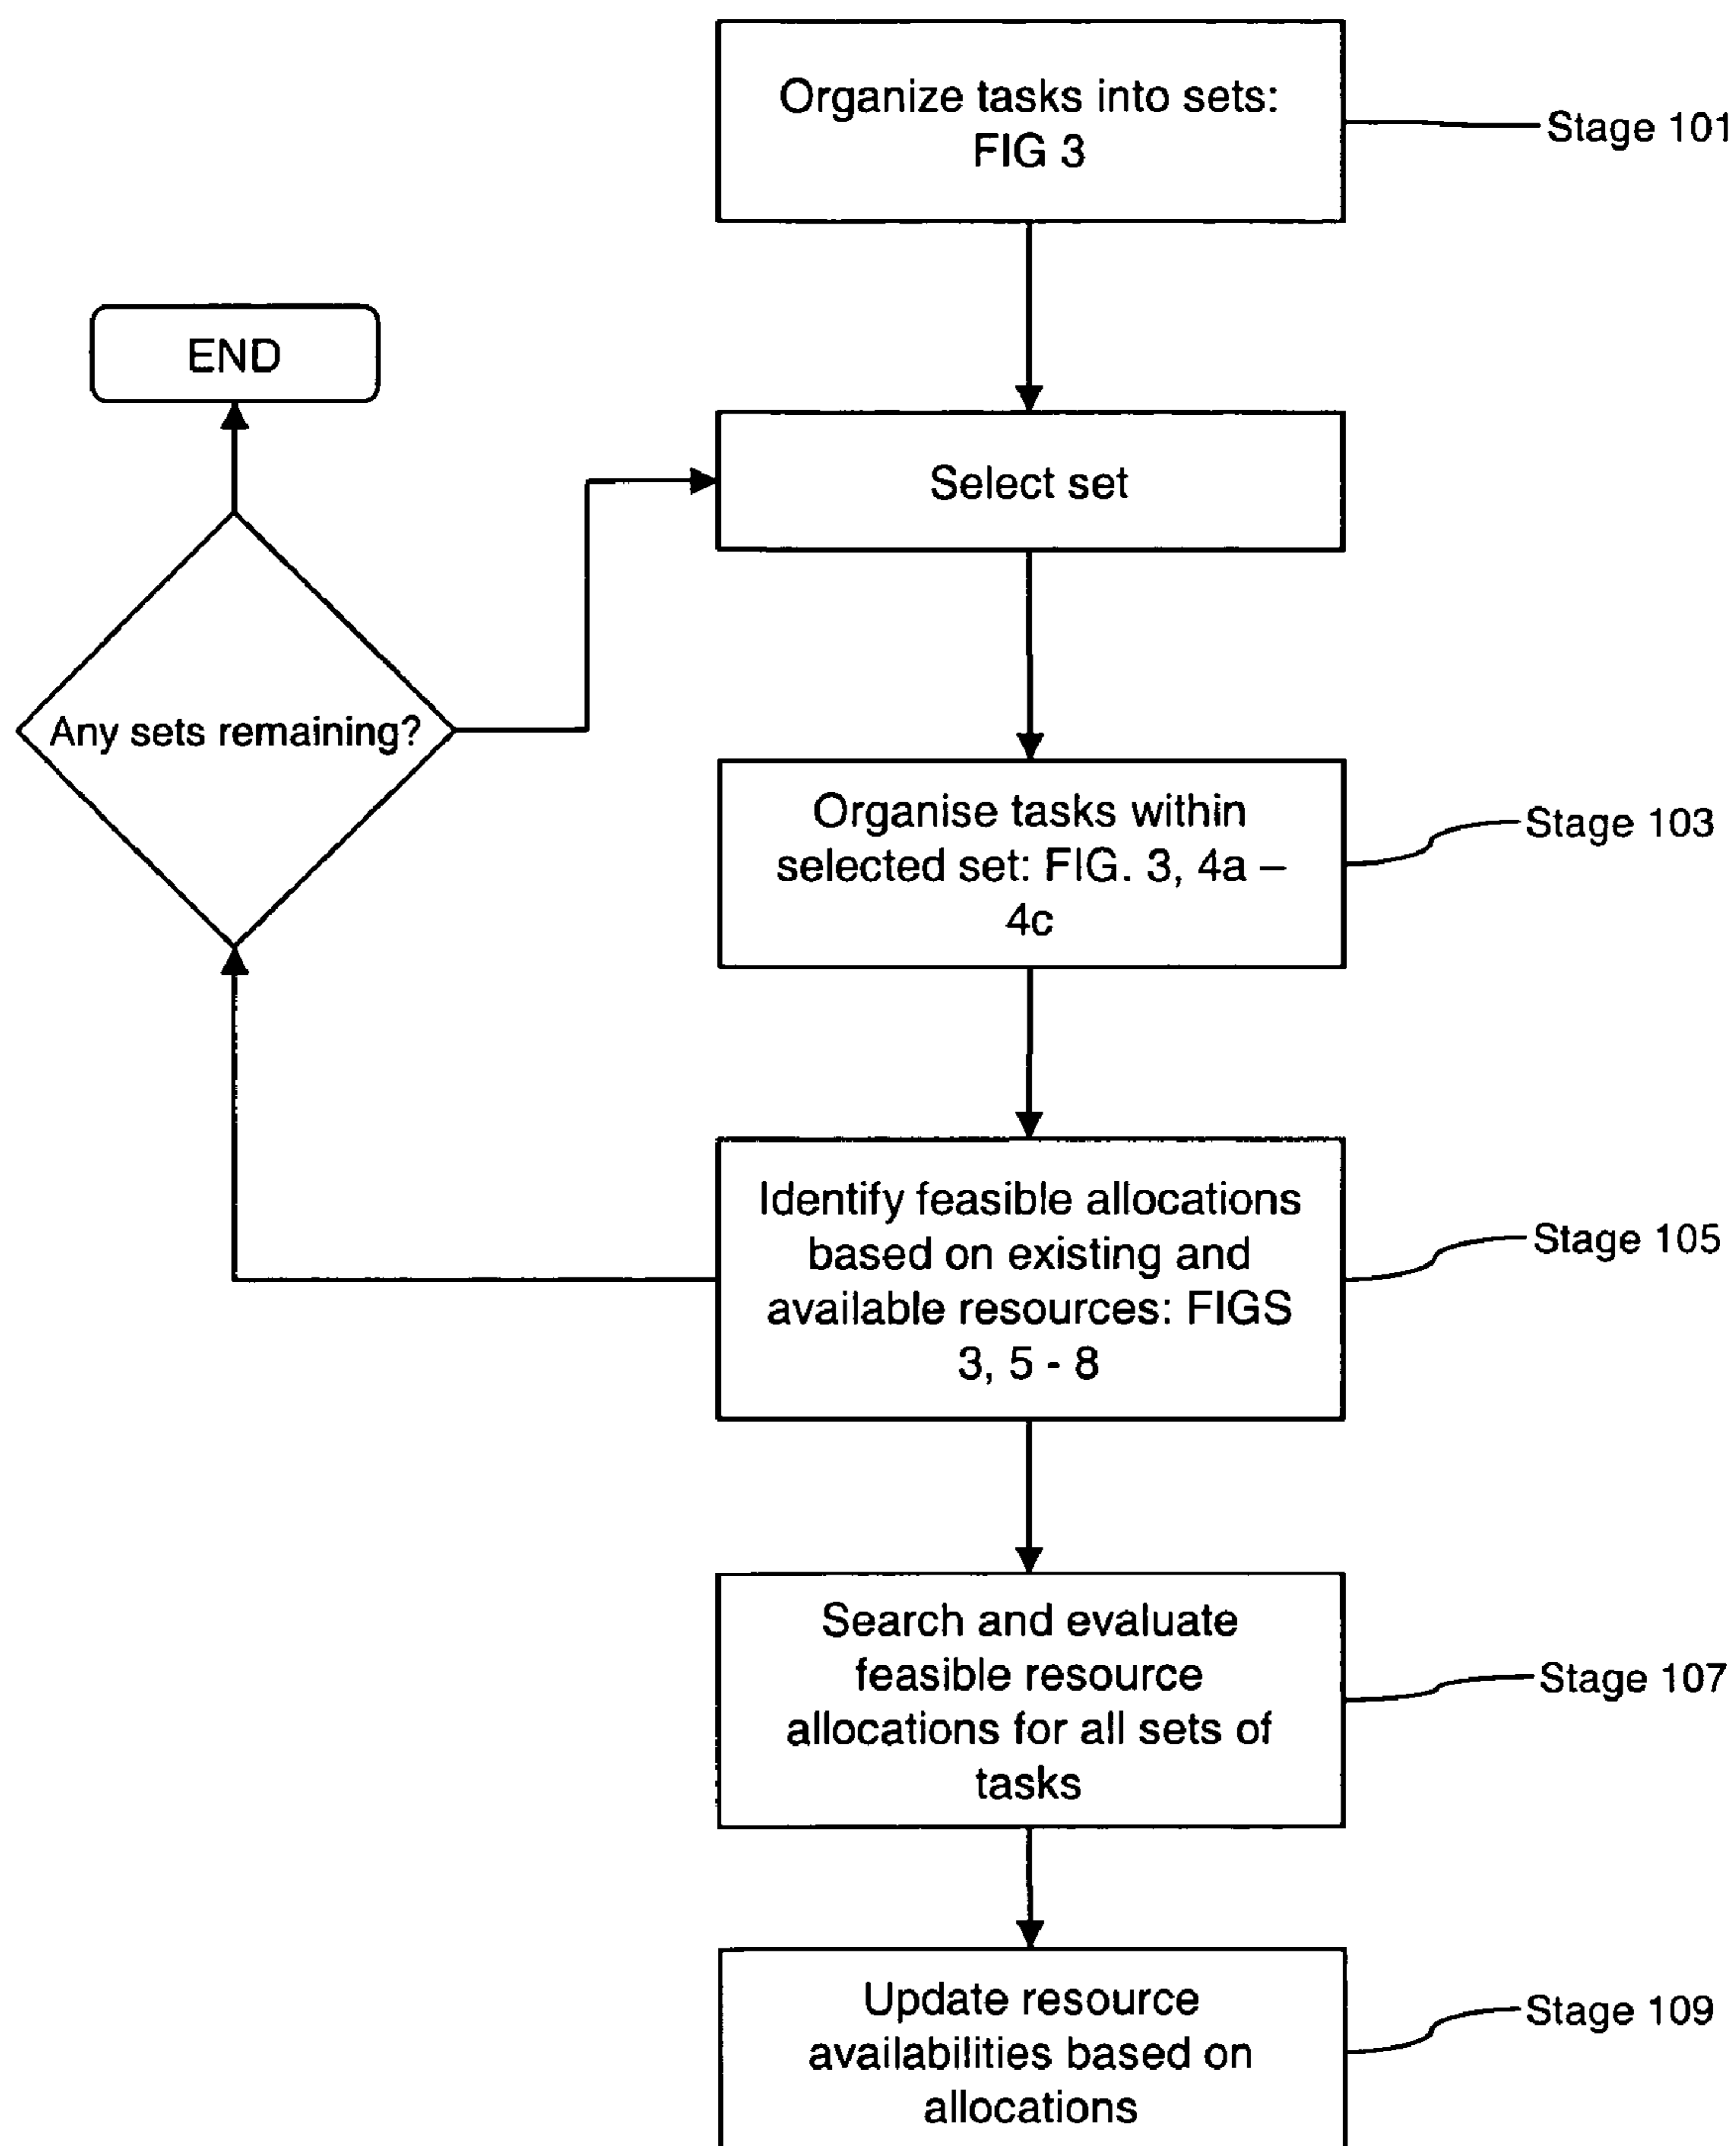 Organize tasks into sets:
FIG 3
Stage 101
END
Select set
Any sets remaining?
Organise tasks within
selected set: FIG. 3, 4a –
4c
Stage 103
Identify feasible allocations
based on existing and
available resources: FIGS
3, 5 - 8
Stage 105
Search and evaluate
feasible resource
allocations for all sets of
tasks
Stage 107
Update resource
availabilities based on
allocations
Stage 109